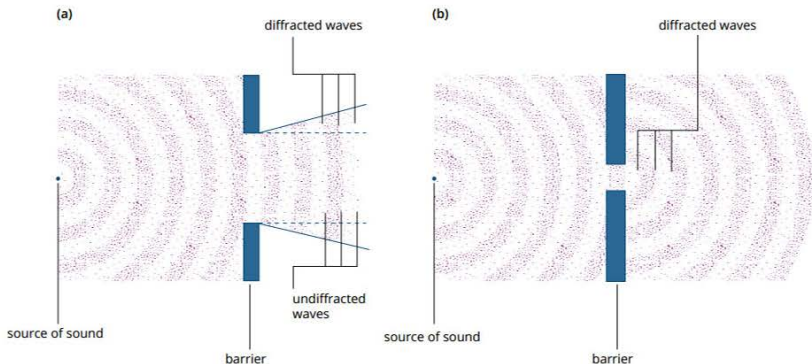 (a)
diffracted waves
undiffracted
waves
source of sound
barrier
(b)
diffracted waves
source of sound
barrier